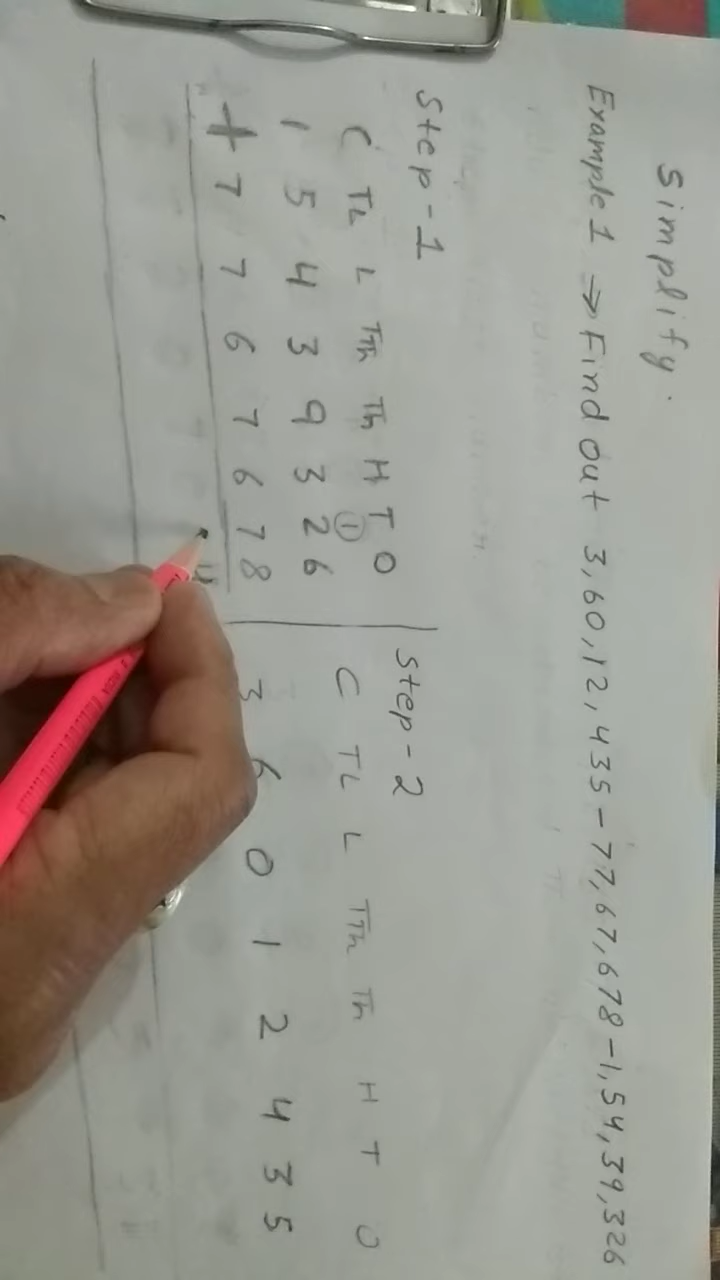 Simplify.
Example 1 ⇒ Find out 3,60,12,435 - 77,67,678 - 1,54,39,326
Step-1
C TL L TTh Th H T O
1
1 5 4 3 9 3 2 6
+ 7 7 6 7 6 7 8
4
Step-2
C TL L TTh Th H T O
3 6 0 1 2 4 3 5